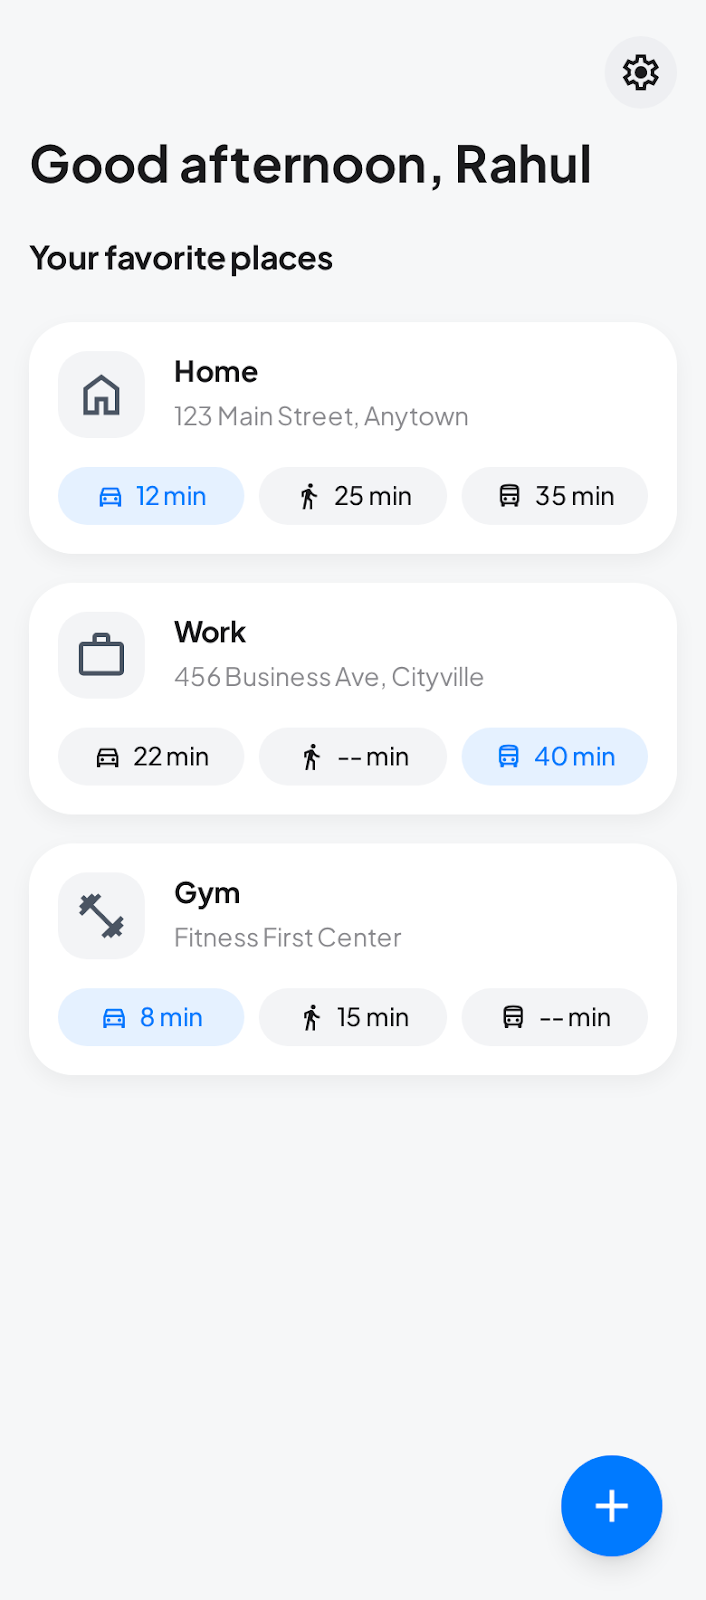 Good afternoon, Rahul
Your favorite places
Home
123 Main Street, Anytown
12 min 25 min 35 min
Work
456 Business Ave, Cityville
22 min -- min 40 min
Gym
Fitness First Center
8 min 15 min -- min